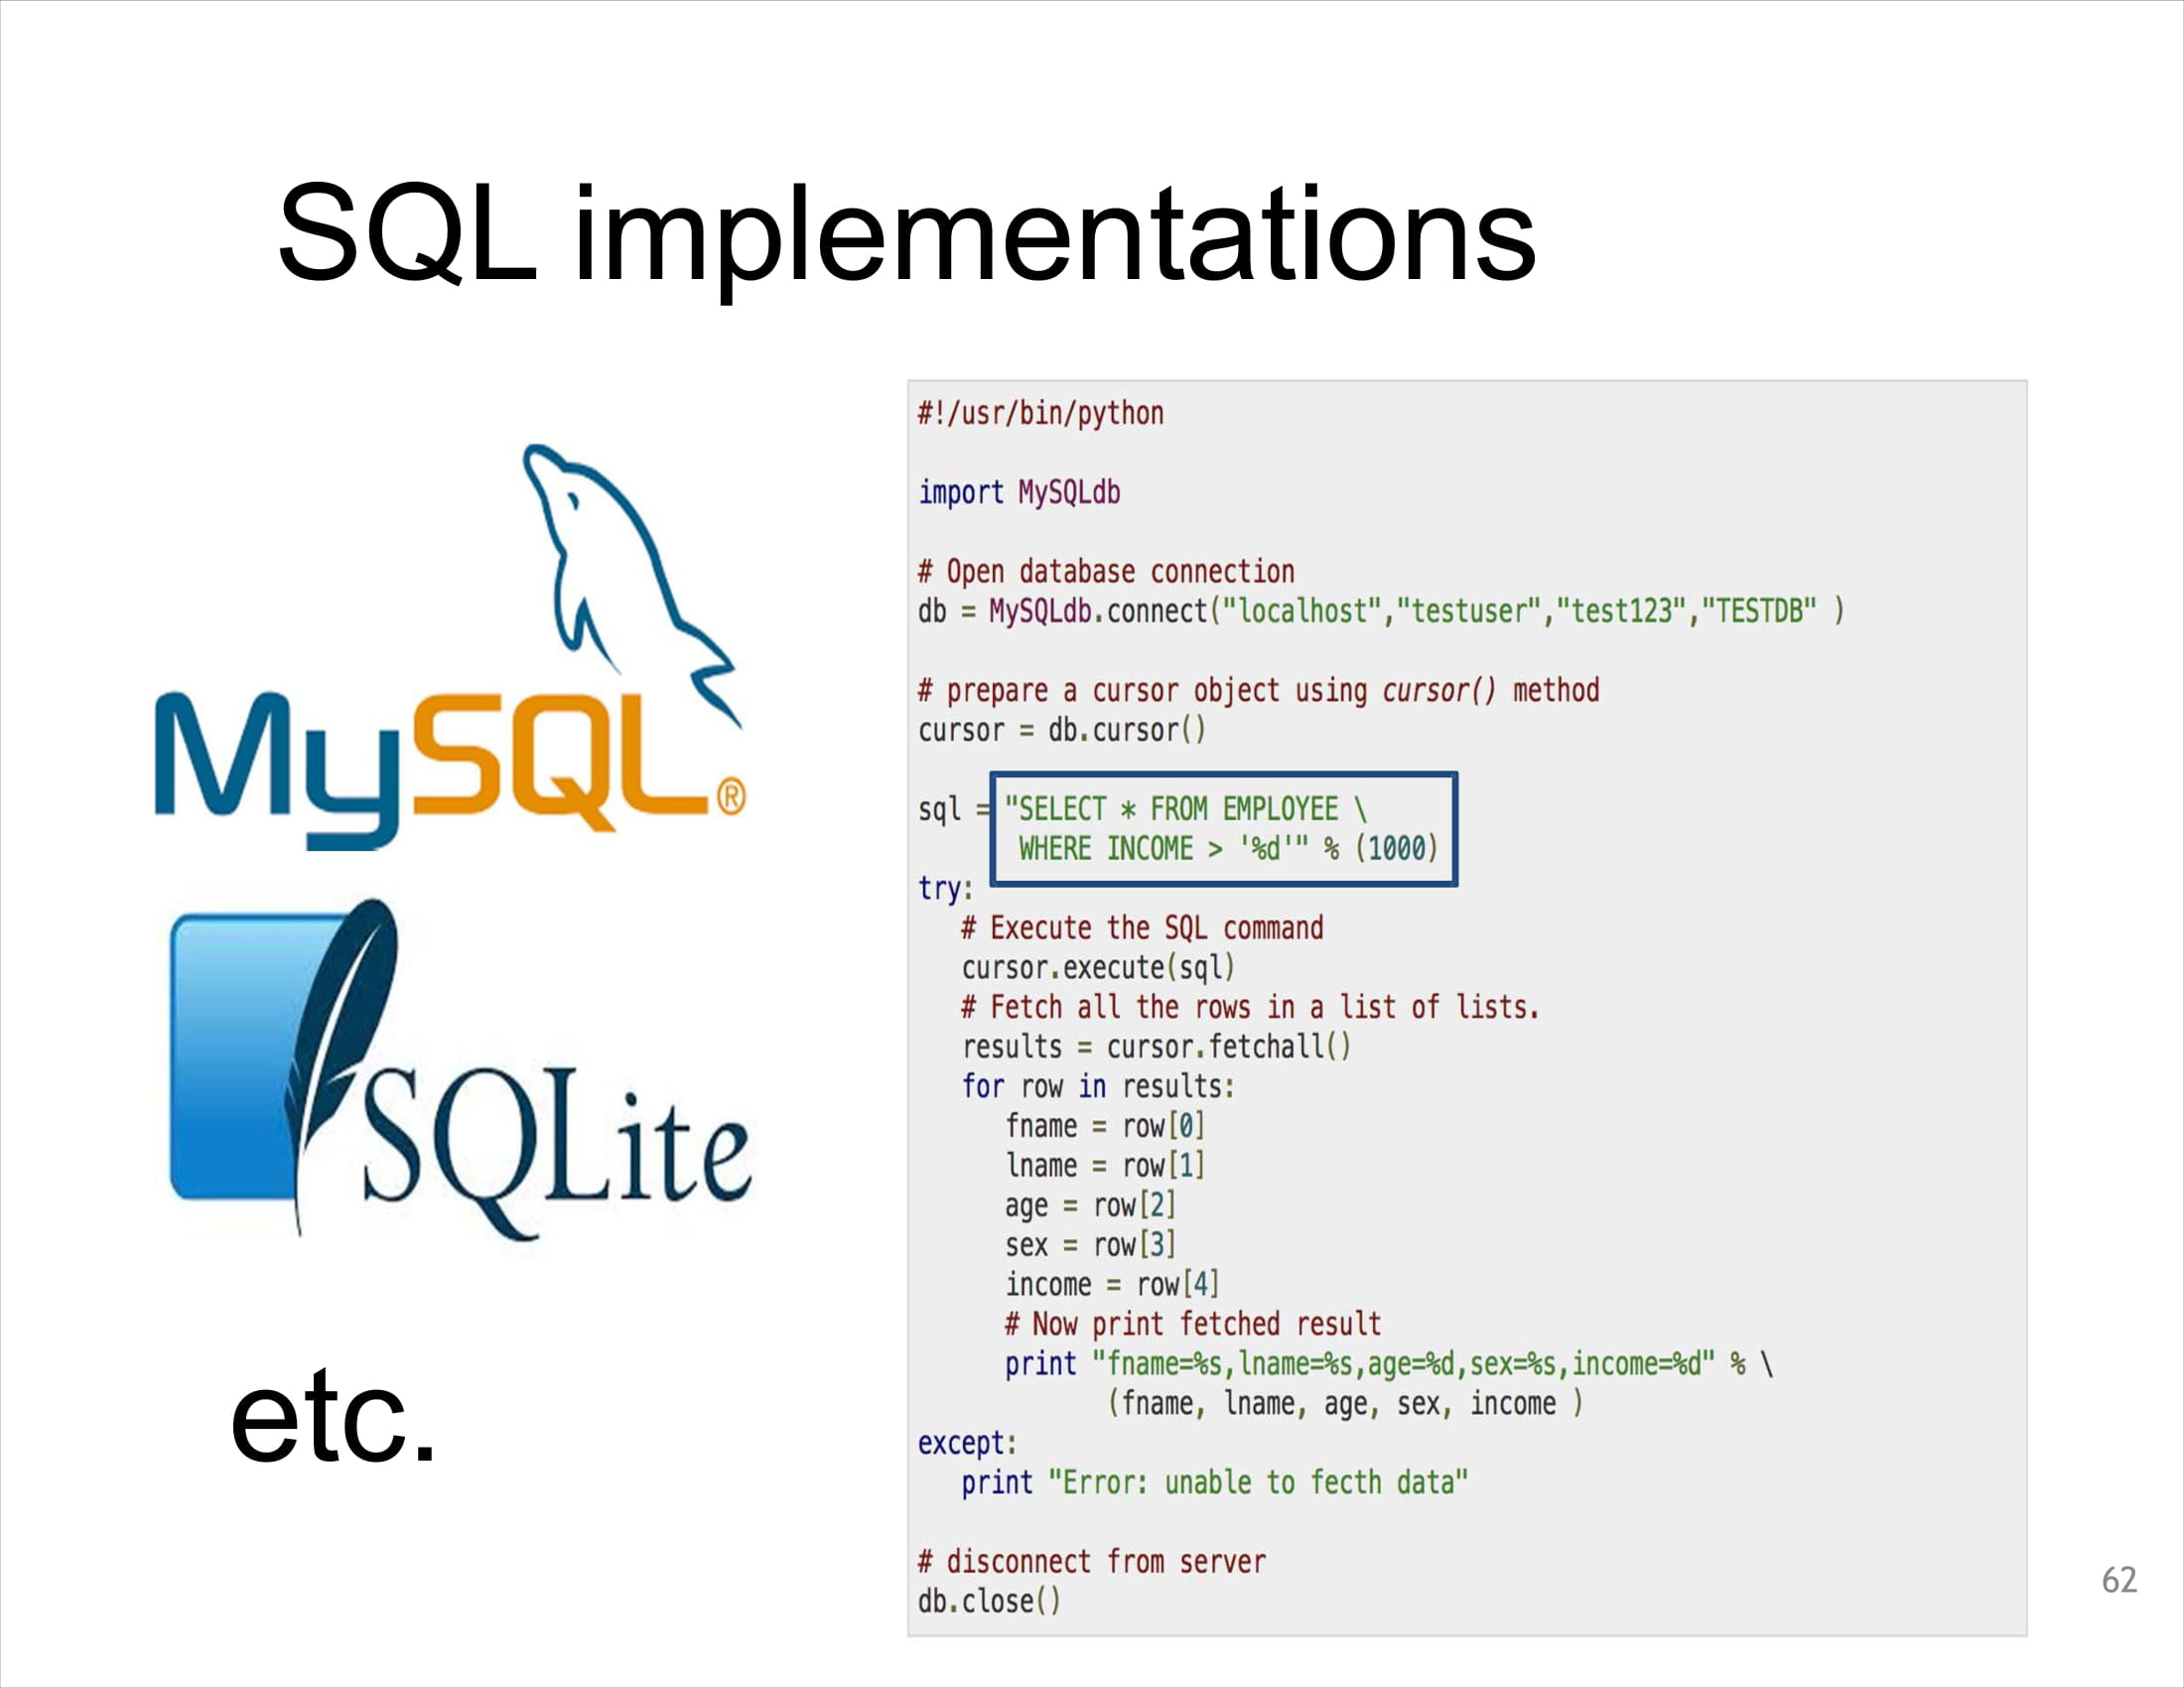 SQL implementations
MySQL®
SQLite
etc.
#!/usr/bin/python
import MySQLdb
# Open database connection
db = MySQLdb.connect("localhost","testuser","test123","TESTDB" )
# prepare a cursor object using cursor() method
cursor = db.cursor()
sql = "SELECT * FROM EMPLOYEE \
WHERE INCOME > '%d'" % (1000)
try:
# Execute the SQL command
cursor.execute(sql)
# Fetch all the rows in a list of lists.
results = cursor.fetchall()
for row in results:
fname = row[0]
lname = row[1]
age = row[2]
sex = row[3]
income = row[4]
# Now print fetched result
print "fname=%s,lname=%s,age=%d,sex=%s,income=%d" % \
(fname, lname, age, sex, income )
except:
print "Error: unable to fecth data"
# disconnect from server
db.close()
62